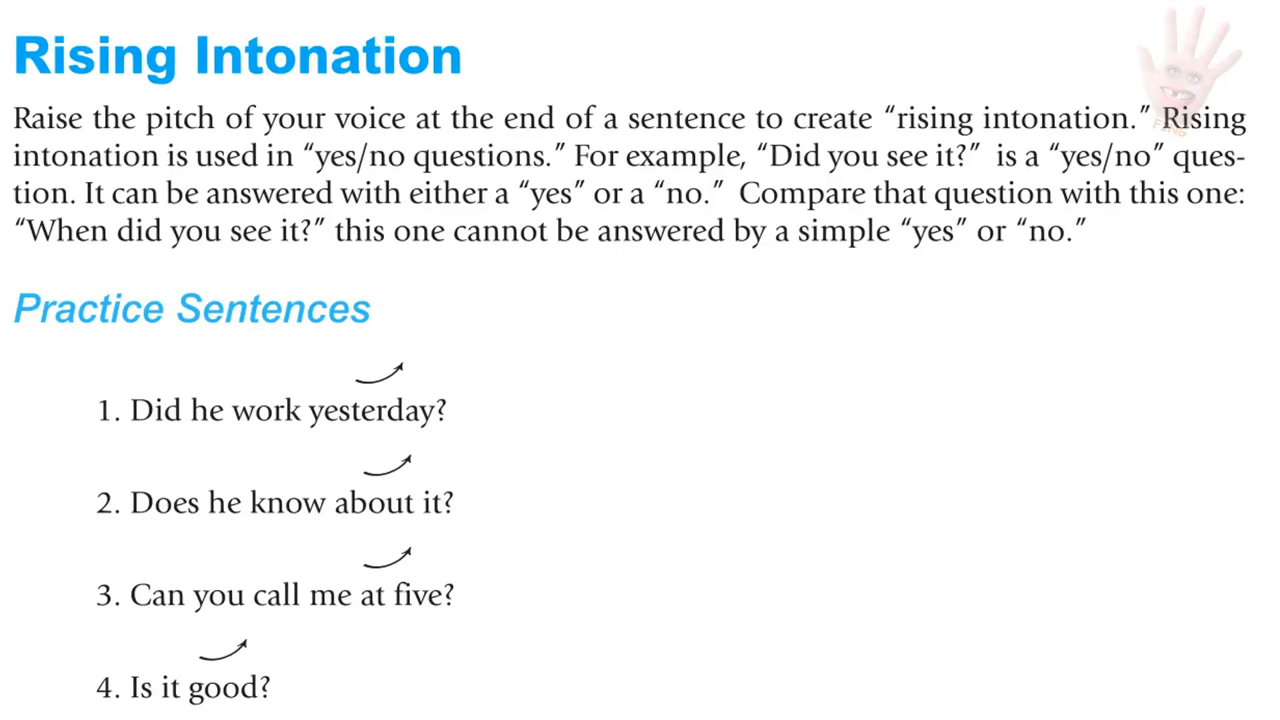 Rising Intonation
Raise the pitch of your voice at the end of a sentence to create “rising intonation.” Rising
intonation is used in “yes/no questions.” For example, “Did you see it?” is a “yes/no” ques-
tion. It can be answered with either a “yes” or a “no.” Compare that question with this one:
“When did you see it?” this one cannot be answered by a simple “yes” or “no.”
Practice Sentences
1. Did he work yesterday?
2. Does he know about it?
3. Can you call me at five?
4. Is it good?